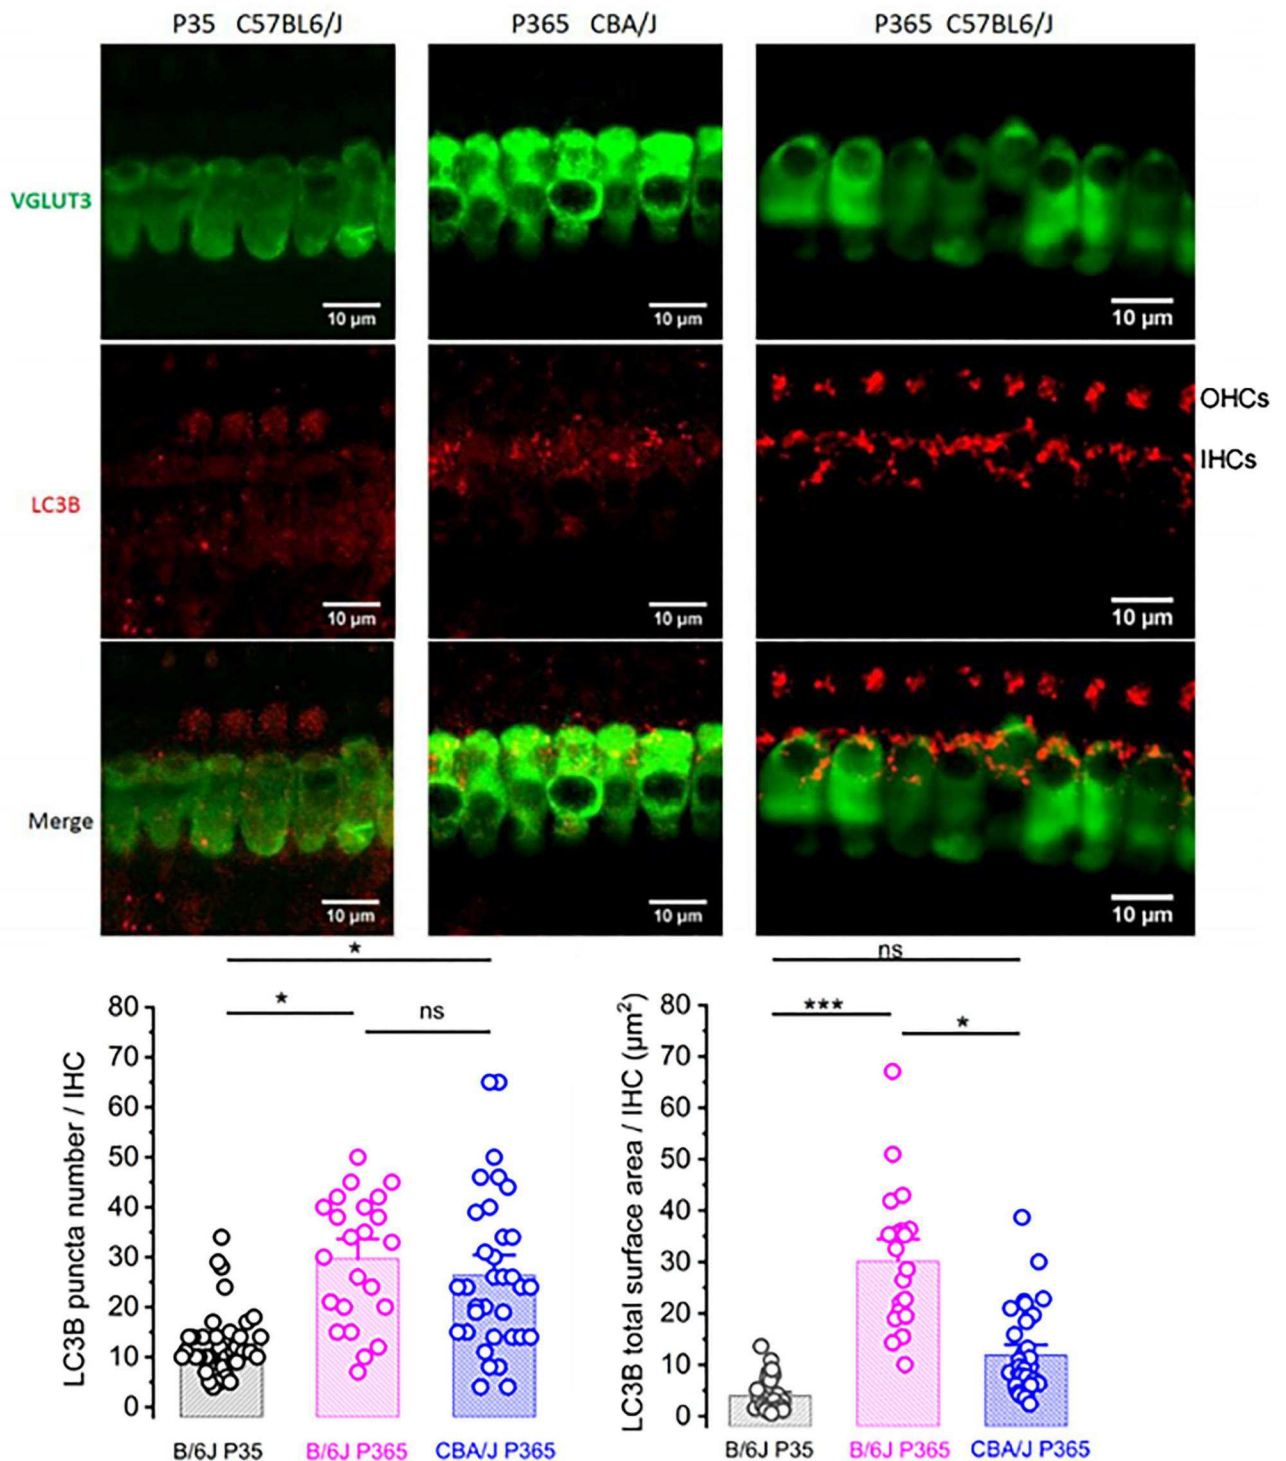 P35 C57BL6/J
P365 CBA/J
P365 C57BL6/J
VGLUT3
10 µm
10 µm
10 µm
LC3B
OHCs
IHCs
10 µm
10 µm
10 µm
Merge
10 µm
10 µm
10 µm
*
*
ns
LC3B puncta number / IHC
80
70
60
50
40
30
20
10
0
B/6J P35
B/6J P365
CBA/J P365
ns
***
*
LC3B total surface area / IHC (µm²)
80
70
60
50
40
30
20
10
0
B/6J P35
B/6J P365
CBA/J P365